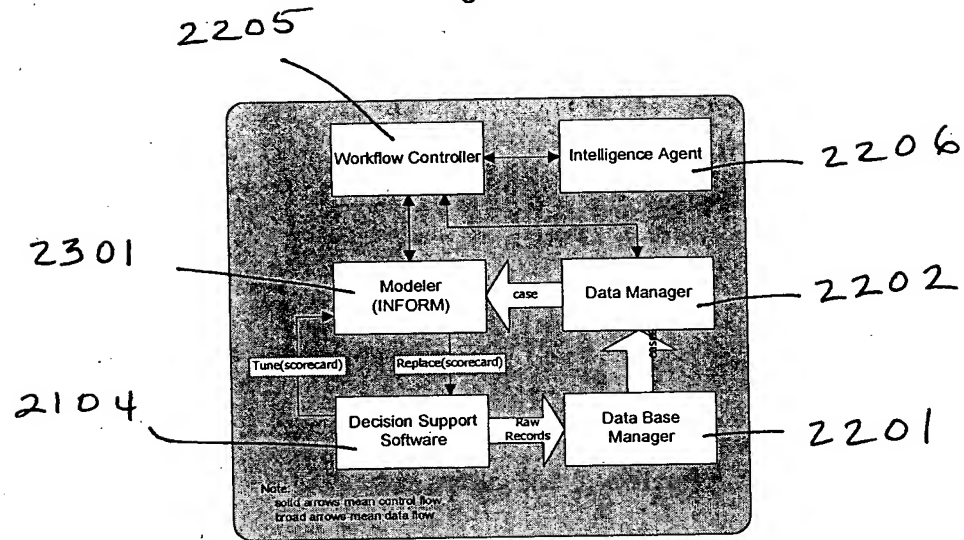 2205
Workflow Controller
Intelligence Agent
2206
2301
Modeler
(INFORM)
case
Data Manager
2202
Tune(scorecard)
Replace(scorecard)
case
2104
Decision Support
Software
Raw
Records
Data Base
Manager
2201
Note:
solid arrows mean control flow
broad arrows mean data flow